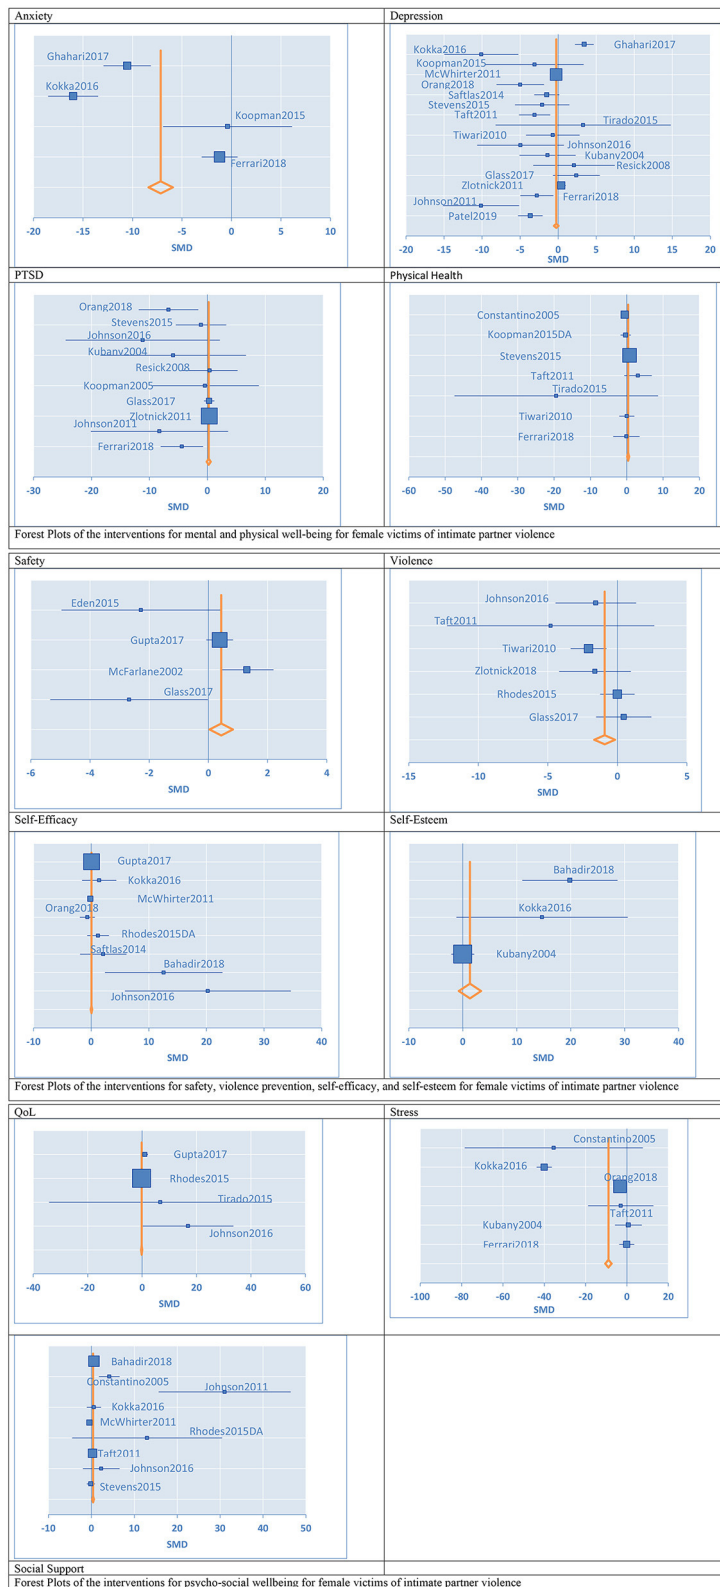 Anxiety
Depression
Ghahari2017
Kokka2016
Koopman2015
Ferrari2018
-20 -15 -10 -5 0 5 10
SMD
Ghahari2017
Kokka2016
Koopman2015
McWhirter2011
Orang2018
Saftlas2014
Stevens2015
Taft2011
Tirado2015
Tiwari2010
Johnson2016
Kubany2004
Resick2008
Glass2017
Zlotnick2011
Ferrari2018
Johnson2011
Patel2019
-20 -15 -10 -5 0 5 10 15 20
SMD
PTSD
Physical Health
Orang2018
Stevens2015
Johnson2016
Kubany2004
Resick2008
Koopman2005
Glass2017
Zlotnick2011
Johnson2011
Ferrari2018
-30 -20 -10 0 10 20
SMD
Constantino2005
Koopman2015DA
Stevens2015
Taft2011
Tirado2015
Tiwari2010
Ferrari2018
-60 -50 -40 -30 -20 -10 0 10 20
SMD
Forest Plots of the interventions for mental and physical well-being for female victims of intimate partner violence
Safety
Violence
Eden2015
Gupta2017
McFarlane2002
Glass2017
-6 -4 -2 0 2 4
SMD
Johnson2016
Taft2011
Tiwari2010
Zlotnick2018
Rhodes2015
Glass2017
-15 -10 -5 0 5
SMD
Self-Efficacy
Self-Esteem
Gupta2017
Kokka2016
McWhirter2011
Orang2018
Rhodes2015DA
Saftlas2014
Bahadir2018
Johnson2016
-10 0 10 20 30 40
SMD
Bahadir2018
Kokka2016
Kubany2004
-10 0 10 20 30 40
SMD
Forest Plots of the interventions for safety, violence prevention, self-efficacy, and self-esteem for female victims of intimate partner violence
QoL
Stress
Gupta2017
Rhodes2015
Tirado2015
Johnson2016
-40 -20 0 20 40 60
SMD
Constantino2005
Kokka2016
Orang2018
Taft2011
Kubany2004
Ferrari2018
-100 -80 -60 -40 -20 0 20
SMD
Bahadir2018
Constantino2005
Johnson2011
Kokka2016
McWhirter2011
Rhodes2015DA
Taft2011
Johnson2016
Stevens2015
-10 0 10 20 30 40 50
SMD
Social Support
Forest Plots of the interventions for psycho-social wellbeing for female victims of intimate partner violence